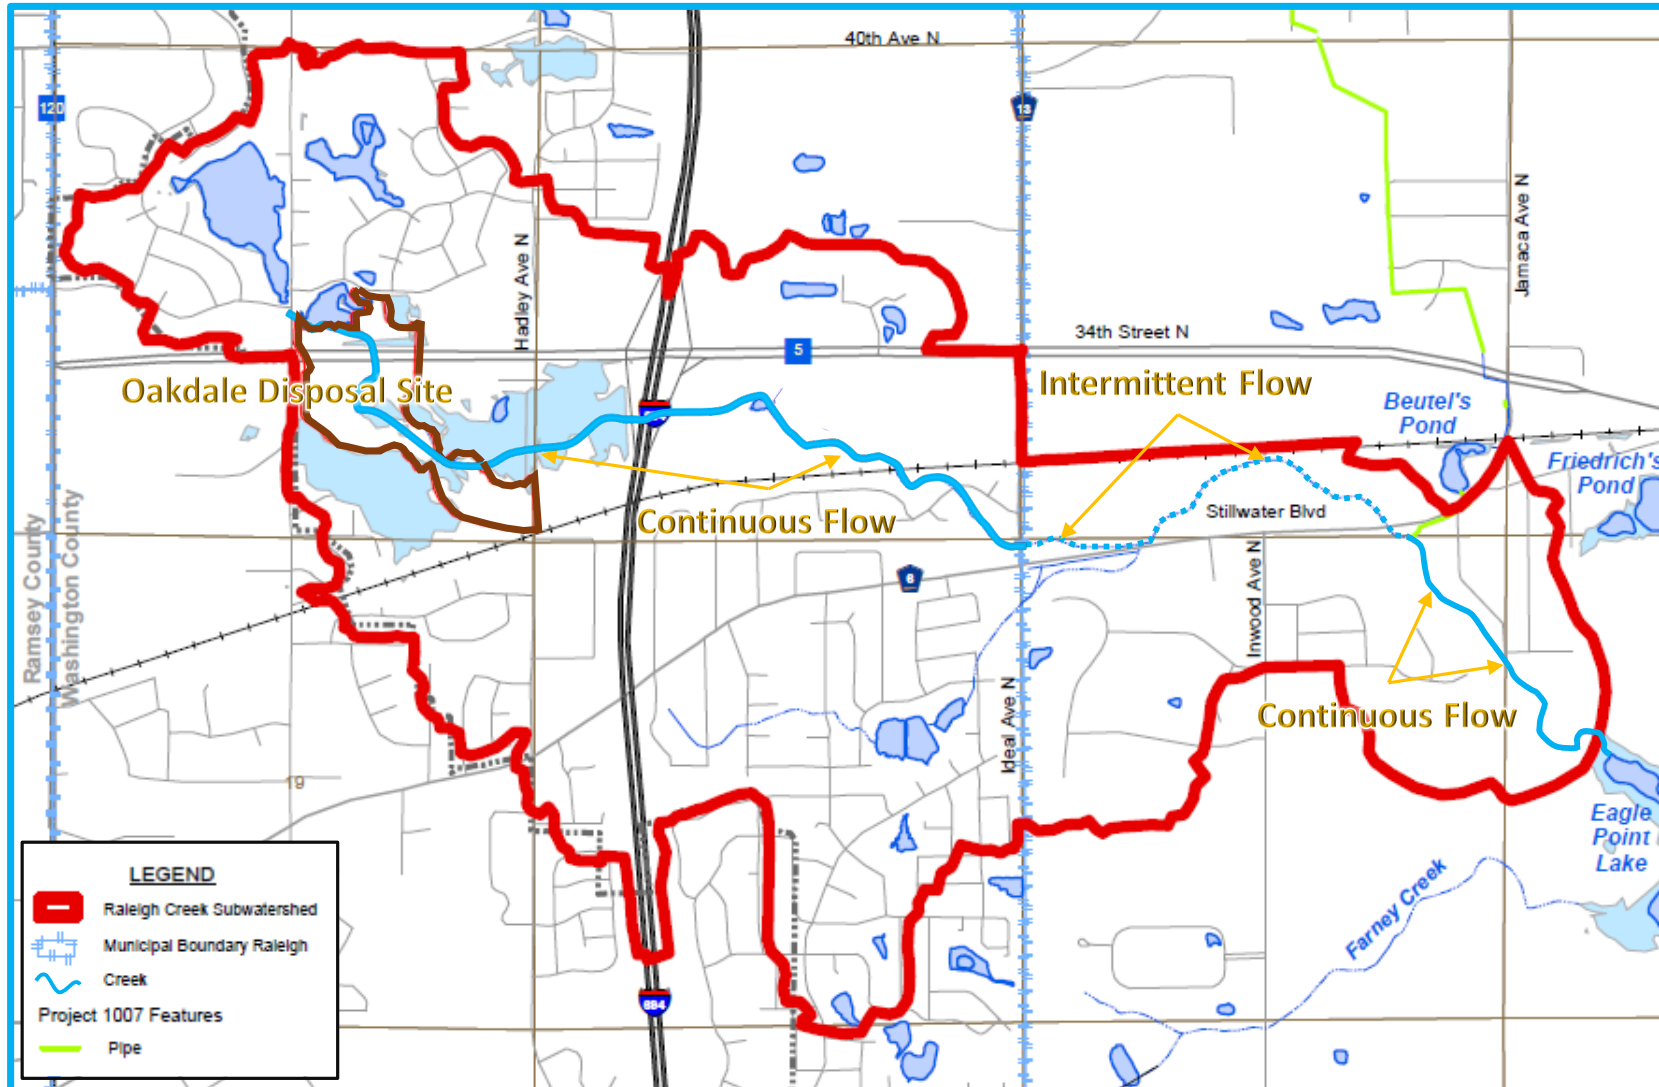 40th Ave N
120
13
Jamaca Ave N
Hadley Ave N
34th Street N
5
Oakdale Disposal Site
Intermittent Flow
Beutel's
Pond
Friedrich's
Pond
Continuous Flow
Stillwater Blvd
Ramsey County
Washington County
6
Inwood Ave N
Ideal Ave N
Continuous Flow
19
Eagle
Point
Lake
Farney Creek
694
LEGEND
Raleigh Creek Subwatershed
Municipal Boundary Raleigh
Creek
Project 1007 Features
Pipe